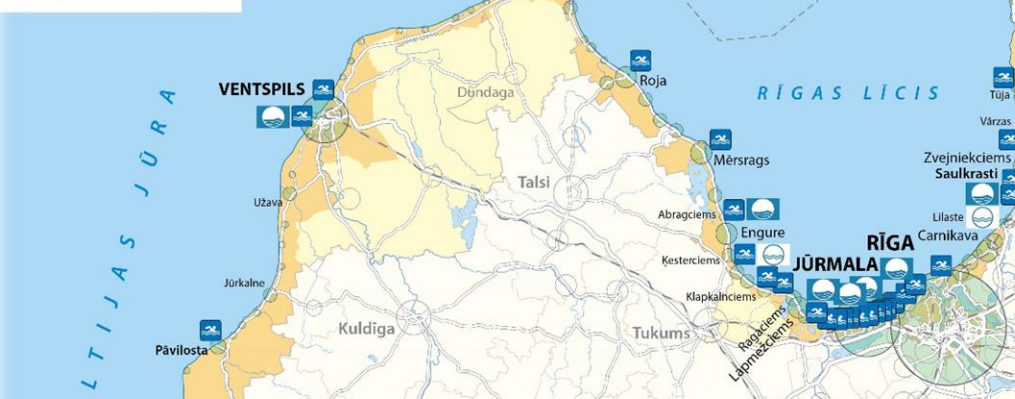 VENTSPILS
Dundaga
Roja
RĪGAS LĪCIS
Tūja
Vārzas
Mērsrags
Zvejniekciems
Saulkrasti
Talsi
Užava
Abragciems
Engure
Lilaste
Carnikava
RĪGA
Ķesterciems
JŪRMALA
Jūrkalne
Klapkalnciems
Kuldīga
Tukums
Ragaciems
Lapmežciems
Pāvilosta
LTIJAS JŪRA